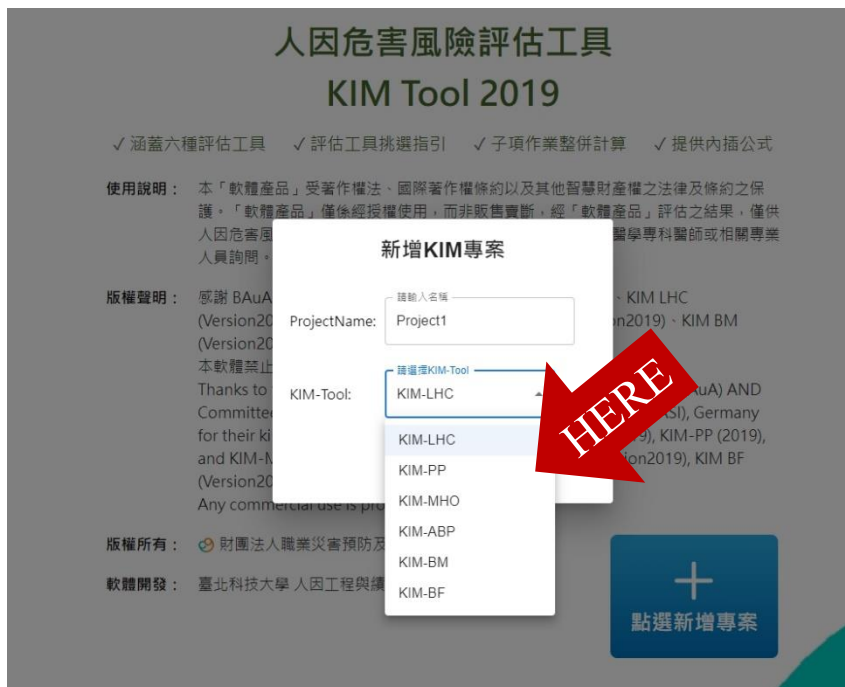 人因危害風險評估工具
KIM Tool 2019
✓ 涵蓋六種評估工具 ✓ 評估工具挑選指引 ✓ 子項作業整併計算 ✓ 提供內插公式
使用說明： 本「軟體產品」受著作權法、國際著作權條約以及其他智慧財產權之法律及條約之保
護。「軟體產品」僅係經授權使用，而非販售賣斷，經「軟體產品」評估之結果，僅供
人因危害風 醫學專科醫師或相關專業
人員詢問。
新增KIM專案
版權聲明： 感謝 BAuA 、KIM LHC
(Version20 n2019)、KIM BM
(Version20
本軟體禁止
Thanks to uA) AND
Committe ASI), Germany
for their ki 9), KIM-PP (2019),
and KIM-M ion2019), KIM BF
(Version20
Any commercial use is pro
請輸入名稱
ProjectName: Project1
請選擇KIM-Tool
KIM-Tool: KIM-LHC
KIM-LHC
KIM-PP
KIM-MHO
KIM-ABP
KIM-BM
KIM-BF
HERE
版權所有： 財團法人職業災害預防及
軟體開發： 臺北科技大學 人因工程與績
點選新增專案